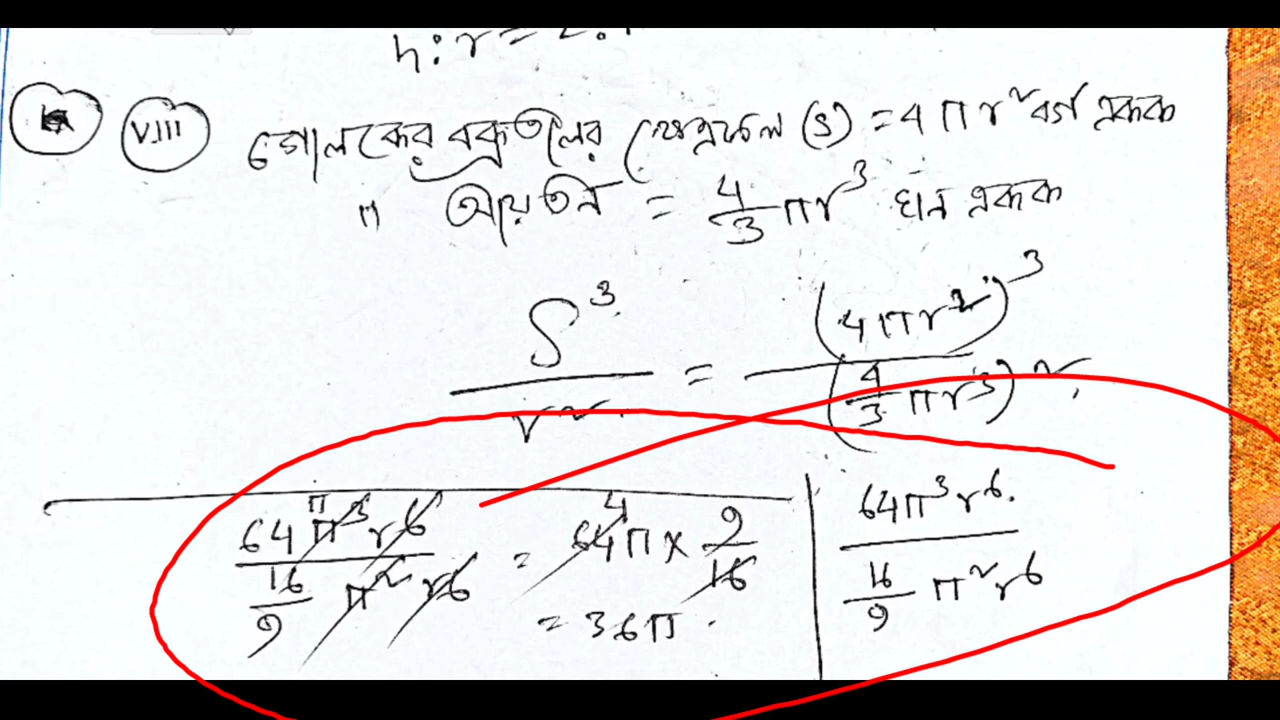 h : r = 2 :
viii গোলকের বক্রতলের ক্ষেত্রফল (S) = 4πr² বর্গ একক
" আয়তন = 4/3 πr³ ঘন একক
S³/V² = (4πr²)³/(4/3 πr³)²
64π³r⁶/(16/9 π²r⁶) = 64π × 9/16
= 36π.
64π³r⁶/(16/9 π²r⁶)